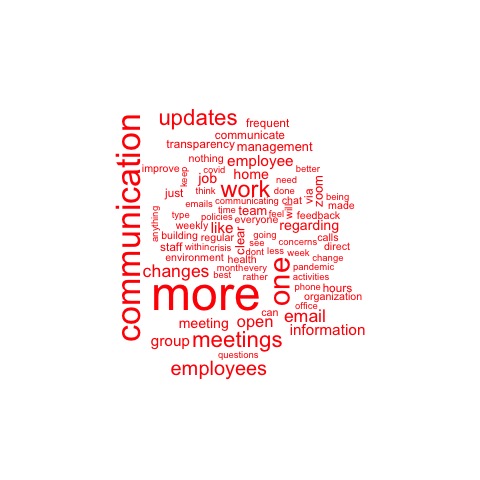 updates
frequent
communicate
communication
transparency
management
nothing
employee
improve
covid
better
keep
job
home
need
just
think
work
done
via
zoom
being
emails
communicating
chat
made
type
time
team
feel
will
policies
everyone
feedback
anything
weekly
like
regarding
building
regular
clear
going
calls
staff
within
crisis
see
concerns
direct
environment
health
dont
less
week
change
changes
month
every
one
pandemic
best
rather
activities
more
phone
hours
organization
office
can
email
meeting
open
information
group
meetings
questions
employees